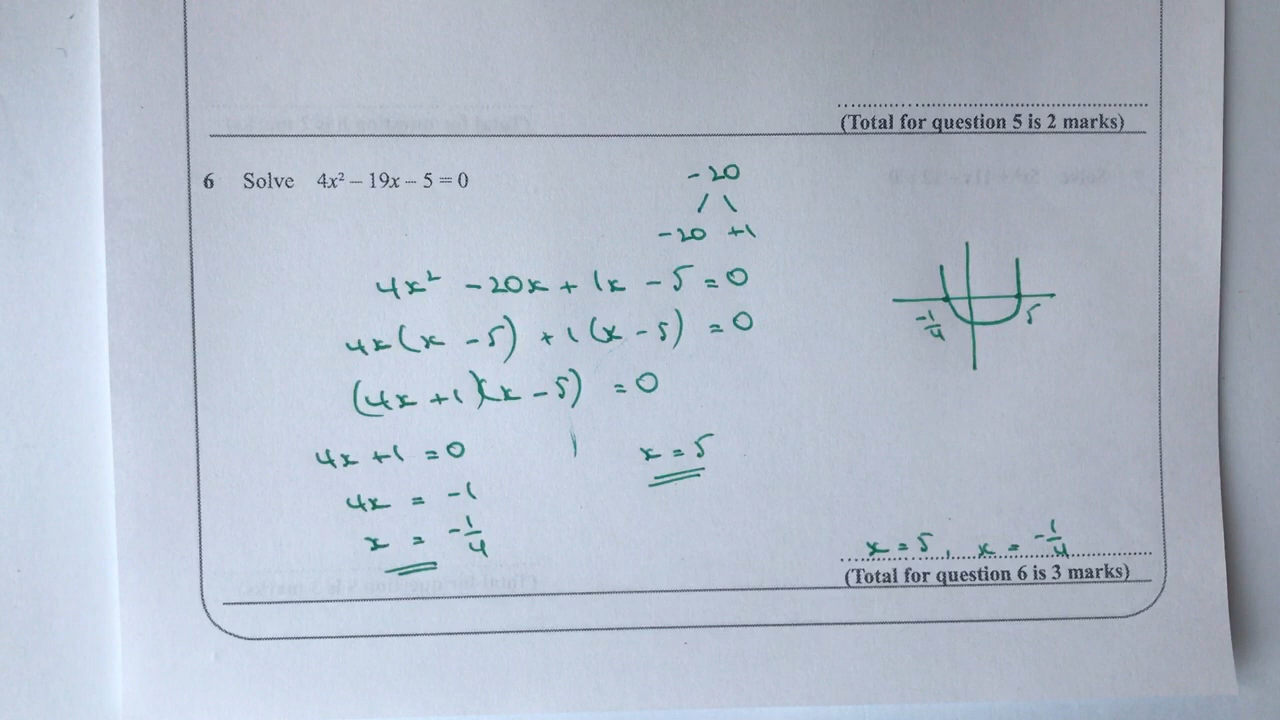 (Total for question 5 is 2 marks)
6 Solve 4x² – 19x – 5 = 0
-20
-20 +1
4x² - 20x + 1x - 5 = 0
4x(x - 5) + 1(x - 5) = 0
(4x + 1)(x - 5) = 0
4x + 1 = 0
x = 5
4x = -1
x = -1/4
-1/4 5
x = 5, x = -1/4
(Total for question 6 is 3 marks)